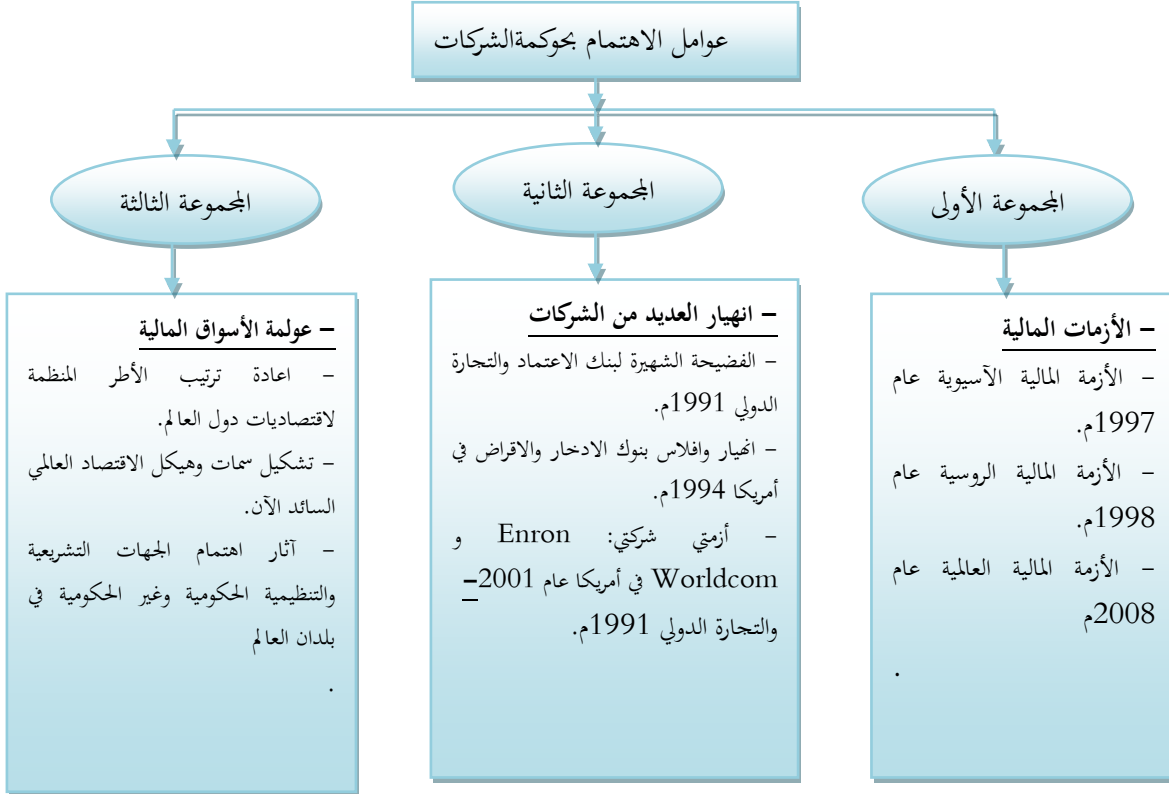 عوامل الاهتمام بحوكمةالشركات
المجموعة الأولى
المجموعة الثانية
المجموعة الثالثة
– الأزمات المالية
– الأزمة المالية الآسيوية عام
1997م.
– الأزمة المالية الروسية عام
1998م.
– الأزمة المالية العالمية عام
2008م
.
– انهيار العديد من الشركات
– الفضيحة الشهيرة لبنك الاعتماد والتجارة
الدولي 1991م.
– انهيار وافلاس بنوك الادخار والاقراض في
أمريكا 1994م.
– أزمتي شركتي: Enron و
Worldcom في أمريكا عام 2001–
والتجارة الدولي 1991م.
– عولمة الأسواق المالية
– اعادة ترتيب الأطر المنظمة
لاقتصاديات دول العالم.
– تشكيل سمات وهيكل الاقتصاد العالمي
السائد الآن.
– آثار اهتمام الجهات التشريعية
والتنظيمية الحكومية وغير الحكومية في
بلدان العالم
.